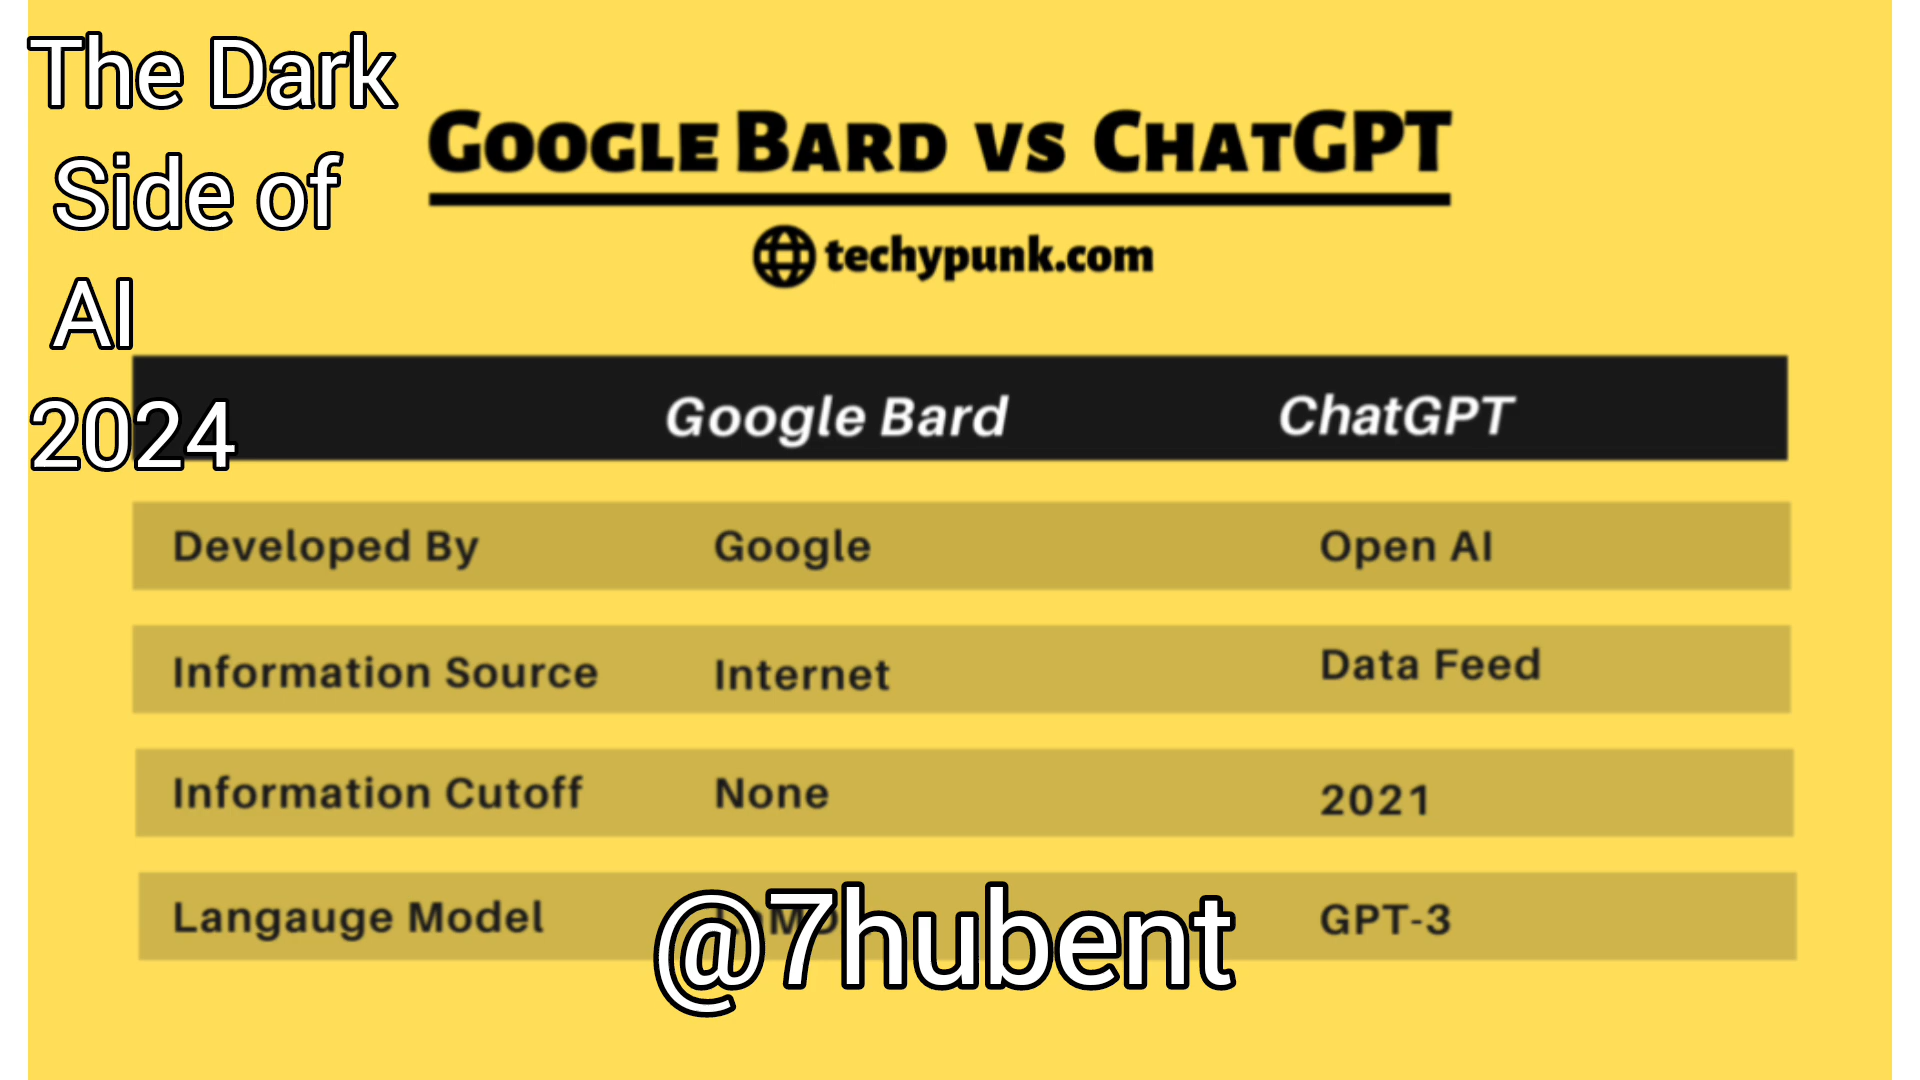 The Dark
Side of
AI
2024
Google Bard vs ChatGPT
techypunk.com
Google Bard ChatGPT
Developed By Google Open AI
Information Source Internet Data Feed
Information Cutoff None 2021
Langauge Model GPT-3
@7hubent